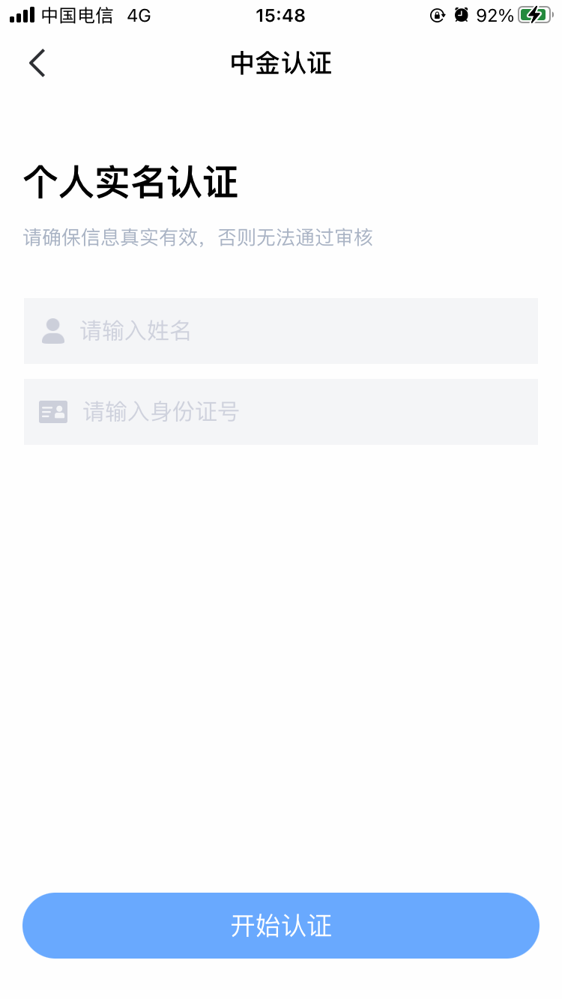 中国电信 4G 15:48 92%
中金认证
个人实名认证
请确保信息真实有效，否则无法通过审核
请输入姓名
请输入身份证号
开始认证